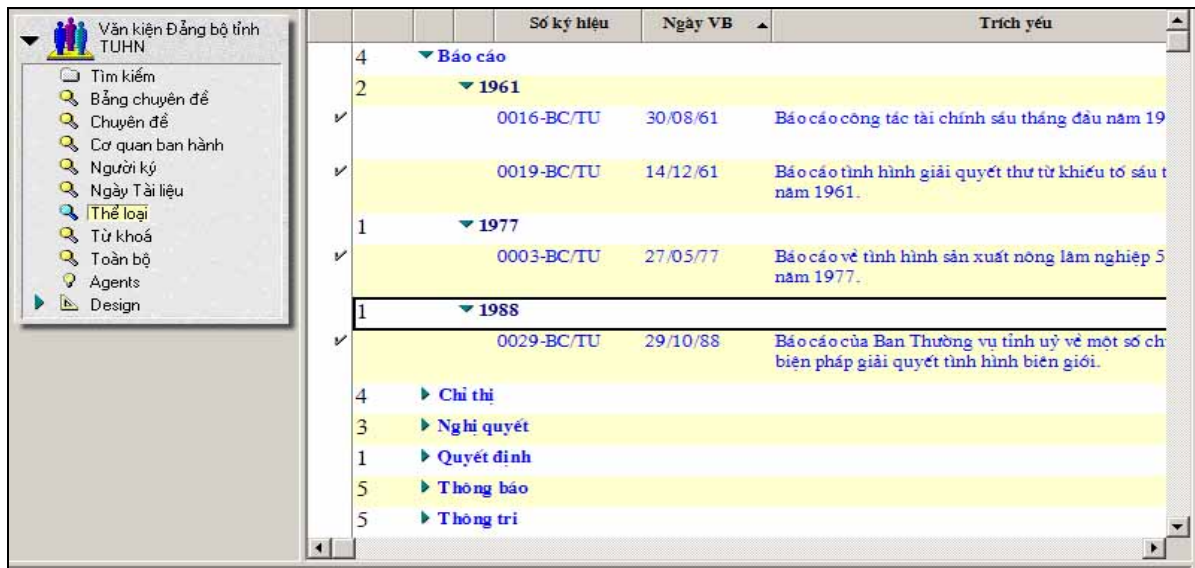 Văn kiện Đảng bộ tỉnh
TUHN
Tìm kiếm
Bảng chuyên đề
Chuyên đề
Cơ quan ban hành
Người ký
Ngày Tài liệu
Thể loại
Từ khoá
Toàn bộ
Agents
Design
Số ký hiệu Ngày VB Trích yếu
4 Báo cáo
2 1961
0016-BC/TU 30/08/61 Báo cáo công tác tài chính sáu tháng đầu năm 19
0019-BC/TU 14/12/61 Báo cáo tình hình giải quyết thư từ khiếu tố sáu t
năm 1961.
1 1977
0003-BC/TU 27/05/77 Báo cáo về tình hình sản xuất nông lâm nghiệp 5
năm 1977.
1 1988
0029-BC/TU 29/10/88 Báo cáo của Ban Thường vụ tỉnh uỷ về một số ch
biện pháp giải quyết tình hình biên giới.
4 Chỉ thị
3 Nghị quyết
1 Quyết định
5 Thông báo
5 Thông tri